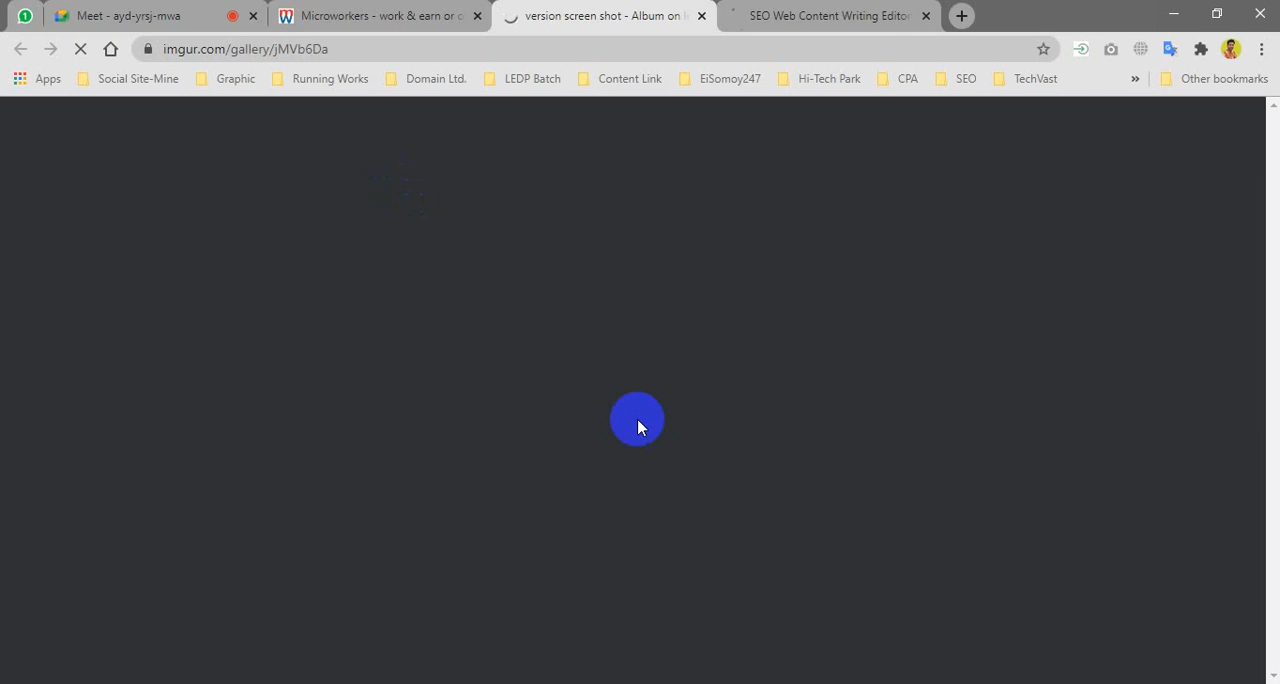 1 Meet - ayd-yrsj-mwa Microworkers - work & earn or o version screen shot - Album on I SEO Web Content Writing Editor
imgur.com/gallery/jMVb6Da
Apps Social Site-Mine Graphic Running Works Domain Ltd. LEDP Batch Content Link EiSomoy247 Hi-Tech Park CPA SEO TechVast » Other bookmarks